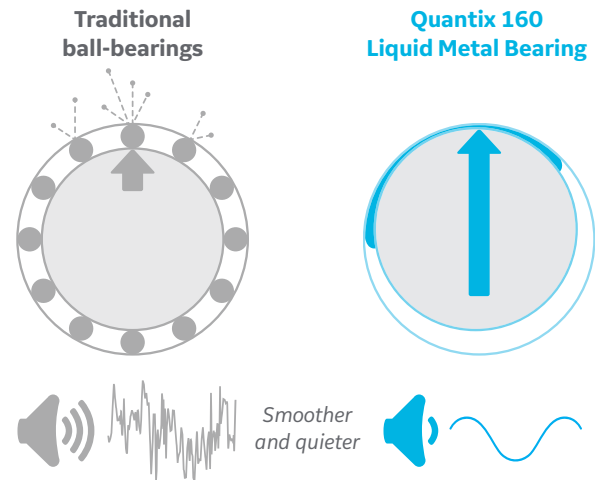 Traditional
ball-bearings
Quantix 160
Liquid Metal Bearing
Smoother
and quieter